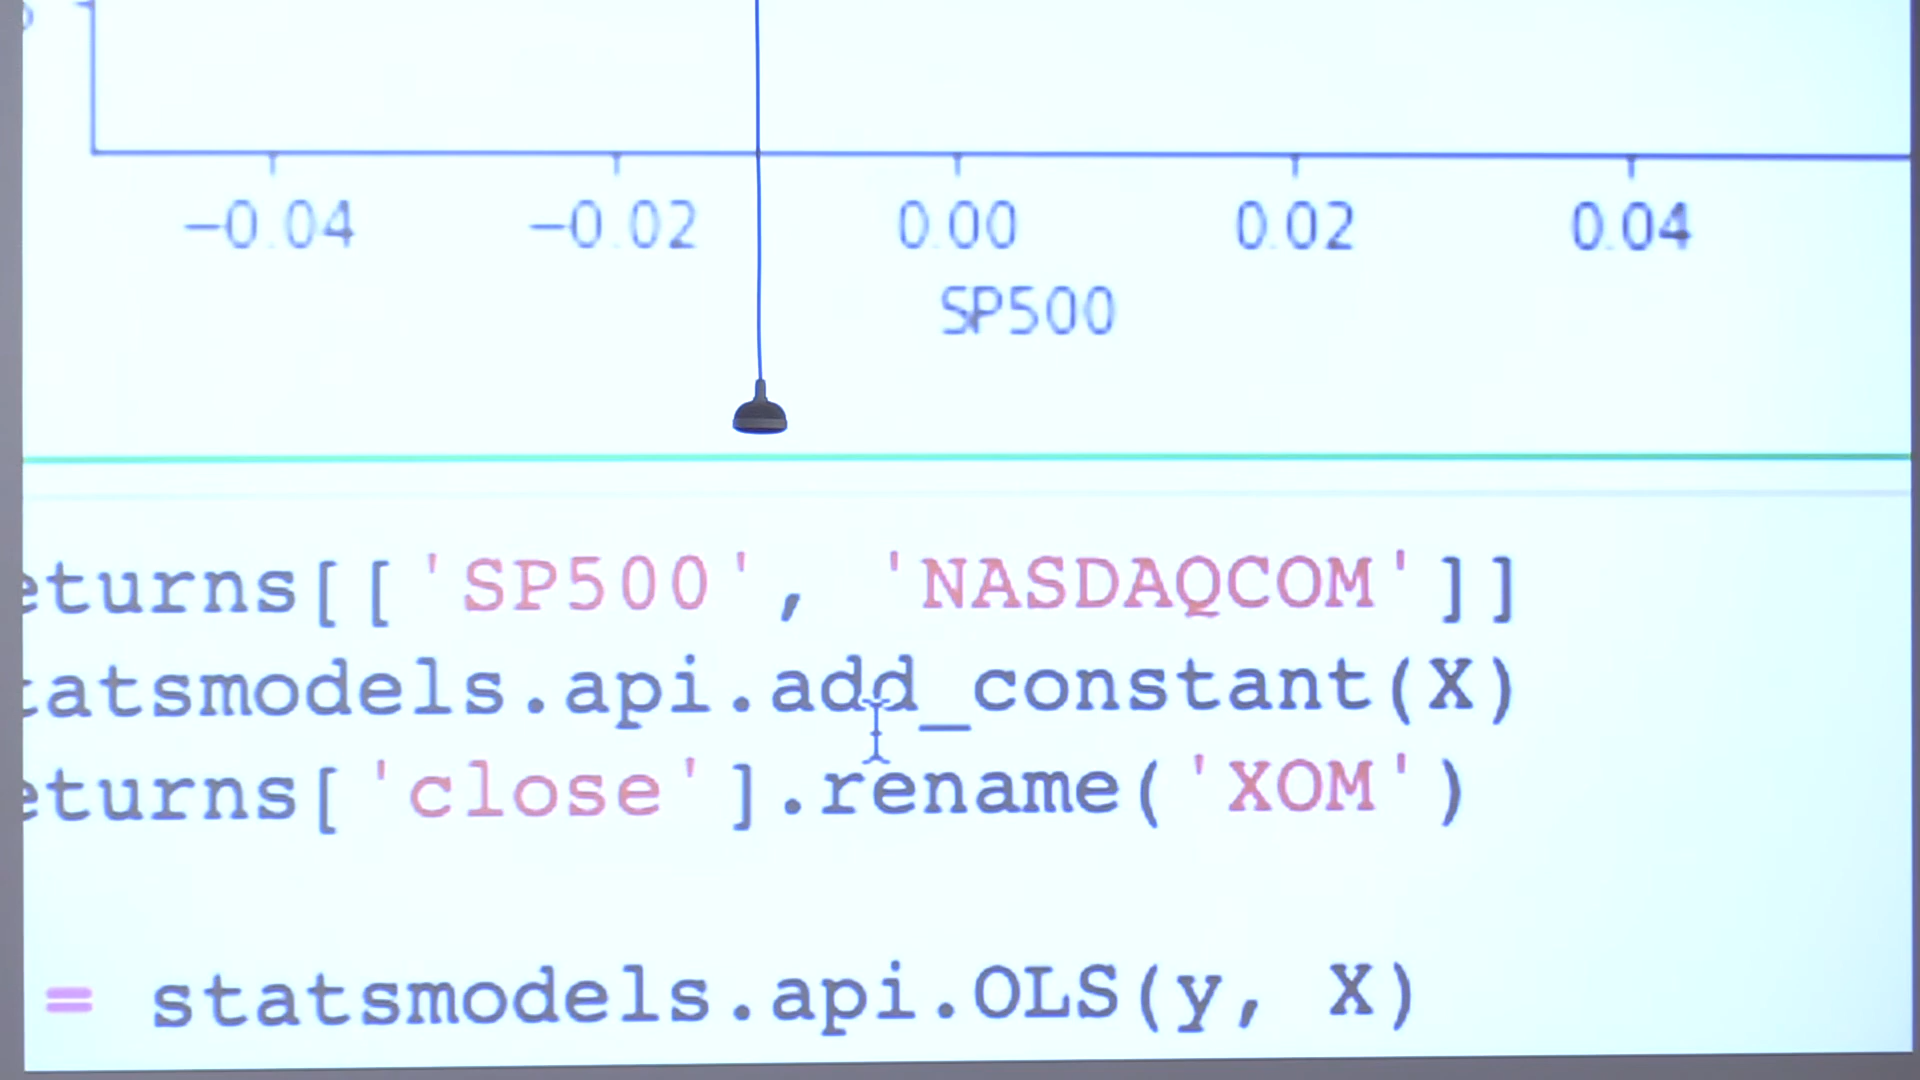 −0.04 −0.02 0.00 0.02 0.04
SP500
eturns[['SP500', 'NASDAQCOM']]
tatsmodels.api.add_constant(X)
eturns['close'].rename('XOM')
= statsmodels.api.OLS(y, X)